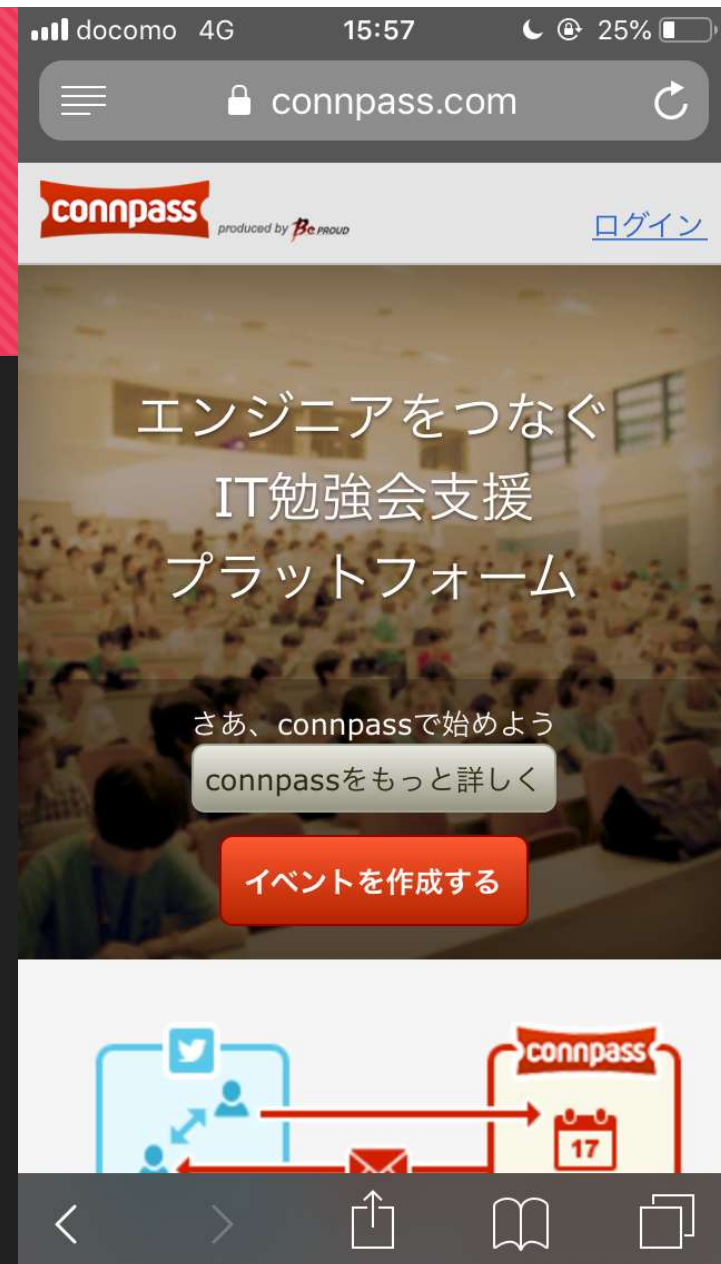 docomo 4G 15:57 25%
connpass.com
connpass produced by Be PROUD ログイン
エンジニアをつなぐ
IT勉強会支援
プラットフォーム
さあ、connpassで始めよう
connpassをもっと詳しく
イベントを作成する
connpass
17